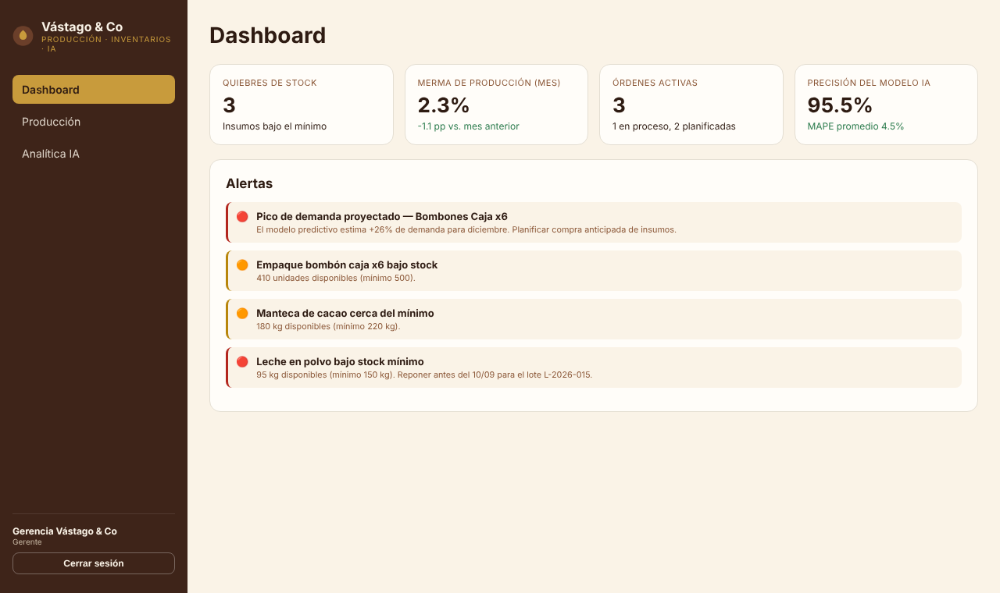 Vástago & Co
PRODUCCIÓN · INVENTARIOS
· IA
Dashboard
Producción
Analítica IA
Gerencia Vástago & Co
Gerente
Cerrar sesión
Dashboard
QUIEBRES DE STOCK
3
Insumos bajo el mínimo
MERMA DE PRODUCCIÓN (MES)
2.3%
-1.1 pp vs. mes anterior
ÓRDENES ACTIVAS
3
1 en proceso, 2 planificadas
PRECISIÓN DEL MODELO IA
95.5%
MAPE promedio 4.5%
Alertas
Pico de demanda proyectado — Bombones Caja x6
El modelo predictivo estima +26% de demanda para diciembre. Planificar compra anticipada de insumos.
Empaque bombón caja x6 bajo stock
410 unidades disponibles (mínimo 500).
Manteca de cacao cerca del mínimo
180 kg disponibles (mínimo 220 kg).
Leche en polvo bajo stock mínimo
95 kg disponibles (mínimo 150 kg). Reponer antes del 10/09 para el lote L-2026-015.